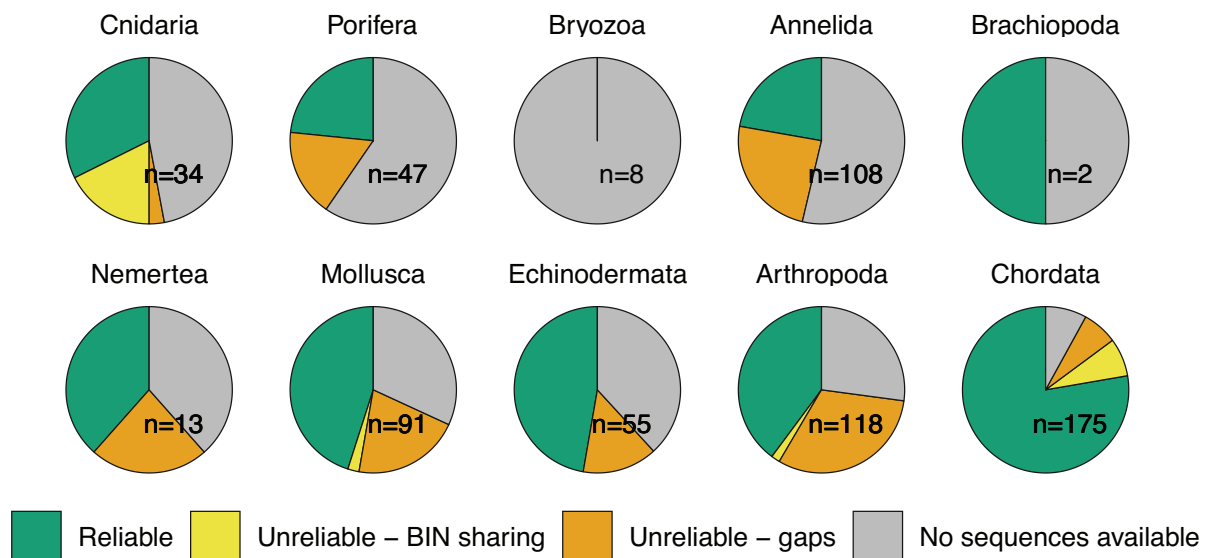 Cnidaria Porifera Bryozoa Annelida Brachiopoda
n=34 n=47 n=8 n=108 n=2
Nemertea Mollusca Echinodermata Arthropoda Chordata
n=13 n=91 n=55 n=118 n=175
Reliable Unreliable – BIN sharing Unreliable – gaps No sequences available